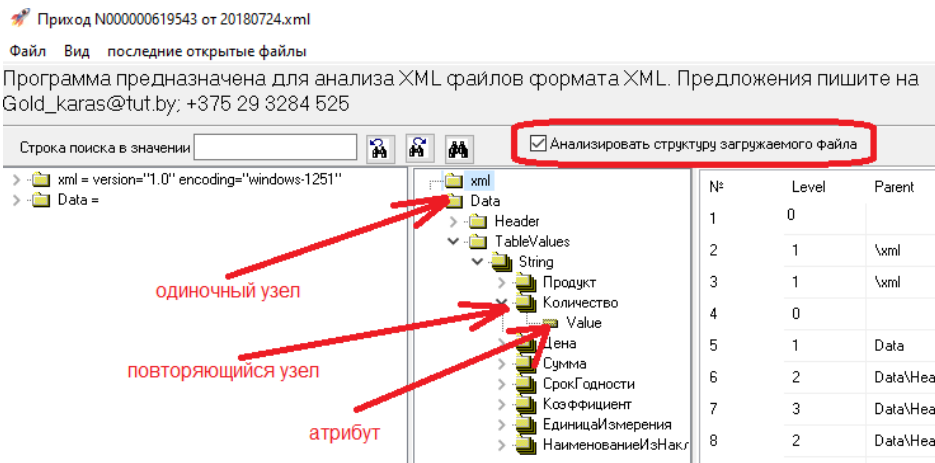 Приход N000000619543 от 20180724.xml
Файл Вид последние открытые файлы
Программа предназначена для анализа XML файлов формата XML. Предложения пишите на
Gold_karas@tut.by; +375 29 3284 525
Строка поиска в значении
Анализировать структуру загружаемого файла
xml = version="1.0" encoding="windows-1251"
Data =
одиночный узел
повторяющийся узел
атрибут
xml
Data
Header
TableValues
String
Продукт
Количество
Value
Цена
Сумма
СрокГодности
Коэффициент
ЕдиницаИзмерения
НаименованиеИзНакл
№ Level Parent
1 0
2 1 \xml
3 1 \xml
4 0
5 1 Data
6 2 Data\Hea
7 3 Data\Hea
8 2 Data\Hea